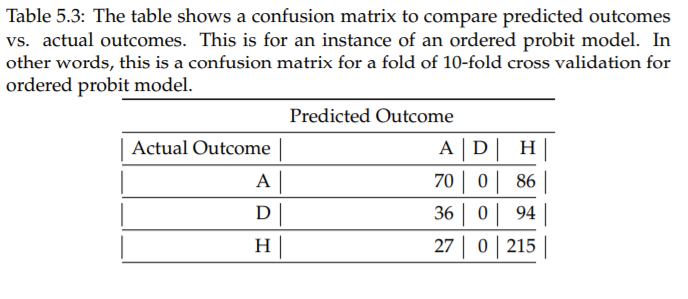 Table 5.3: The table shows a confusion matrix to compare predicted outcomes
vs. actual outcomes. This is for an instance of an ordered probit model. In
other words, this is a confusion matrix for a fold of 10-fold cross validation for
ordered probit model.
Predicted Outcome
| Actual Outcome | A | D | H |
| A | 70 | 0 | 86 |
| D | 36 | 0 | 94 |
| H | 27 | 0 | 215 |